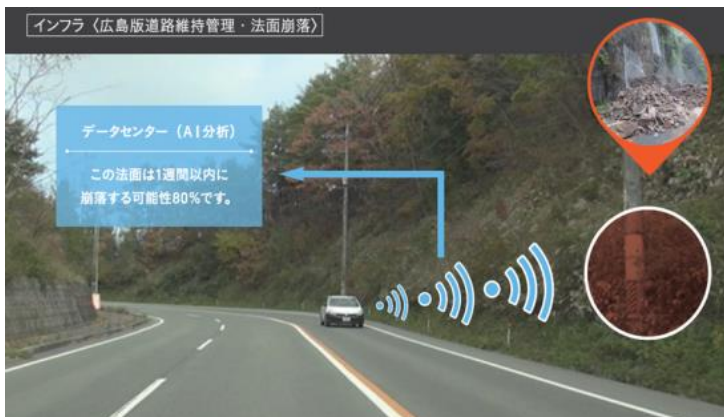 インフラ〈広島版道路維持管理・法面崩落〉
データセンター（AI分析）
この法面は1週間以内に
崩落する可能性80%です。